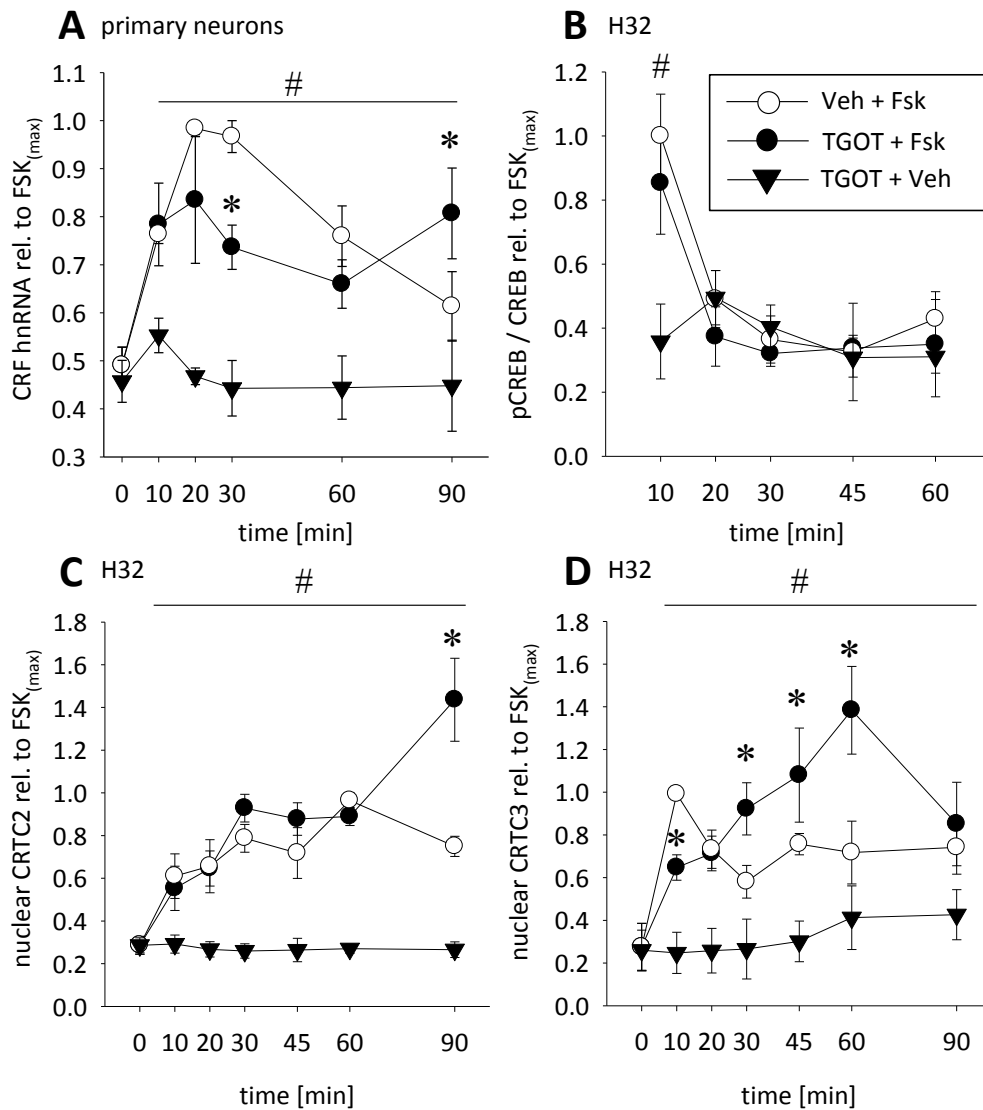 A primary neurons
CRF hnRNA rel. to FSK(max)
1.1
1.0
0.9
0.8
0.7
0.6
0.5
0.4
0.3
#
*
*
0 10 20 30 60 90
time [min]
B H32
pCREB / CREB rel. to FSK(max)
1.2
1.0
0.8
0.6
0.4
0.2
0.0
#
Veh + Fsk
TGOT + Fsk
TGOT + Veh
10 20 30 45 60
time [min]
C H32
nuclear CRTC2 rel. to FSK(max)
1.8
1.6
1.4
1.2
1.0
0.8
0.6
0.4
0.2
0.0
#
*
0 10 20 30 45 60 90
time [min]
D H32
nuclear CRTC3 rel. to FSK(max)
1.8
1.6
1.4
1.2
1.0
0.8
0.6
0.4
0.2
0.0
#
*
*
*
*
0 10 20 30 45 60 90
time [min]